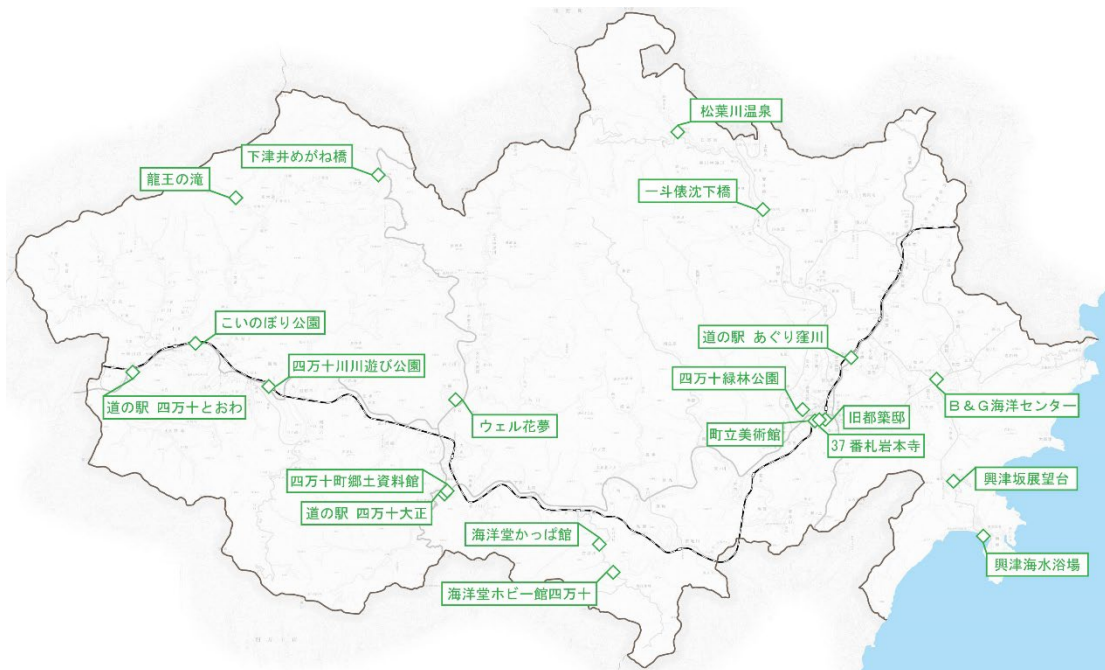 松葉川温泉
下津井めがね橋
龍王の滝
一斗俵沈下橋
こいのぼり公園
道の駅 あぐり窪川
四万十川川遊び公園
四万十緑林公園
道の駅 四万十とおわ
B&G海洋センター
ウェル花夢
旧都築邸
町立美術館
37番札岩本寺
四万十町郷土資料館
興津坂展望台
道の駅 四万十大正
海洋堂かっぱ館
興津海水浴場
海洋堂ホビー館四万十